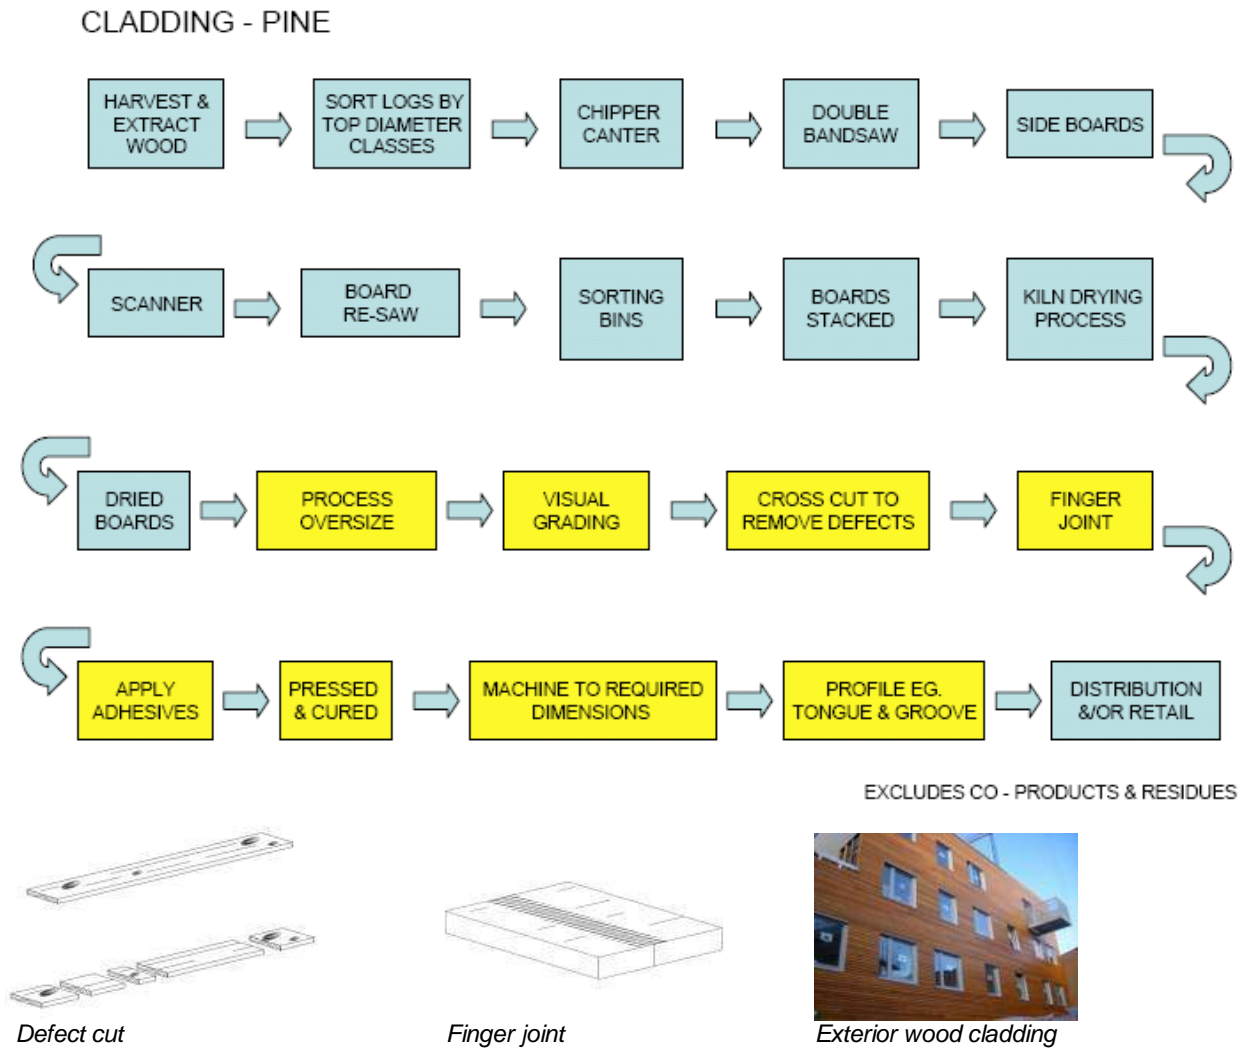 CLADDING - PINE
HARVEST &
EXTRACT
WOOD
SORT LOGS BY
TOP DIAMETER
CLASSES
CHIPPER
CANTER
DOUBLE
BANDSAW
SIDE BOARDS
SCANNER
BOARD
RE-SAW
SORTING
BINS
BOARDS
STACKED
KILN DRYING
PROCESS
DRIED
BOARDS
PROCESS
OVERSIZE
VISUAL
GRADING
CROSS CUT TO
REMOVE DEFECTS
FINGER
JOINT
APPLY
ADHESIVES
PRESSED
& CURED
MACHINE TO REQUIRED
DIMENSIONS
PROFILE EG.
TONGUE & GROOVE
DISTRIBUTION
&/OR RETAIL
EXCLUDES CO - PRODUCTS & RESIDUES
Defect cut
Finger joint
Exterior wood cladding